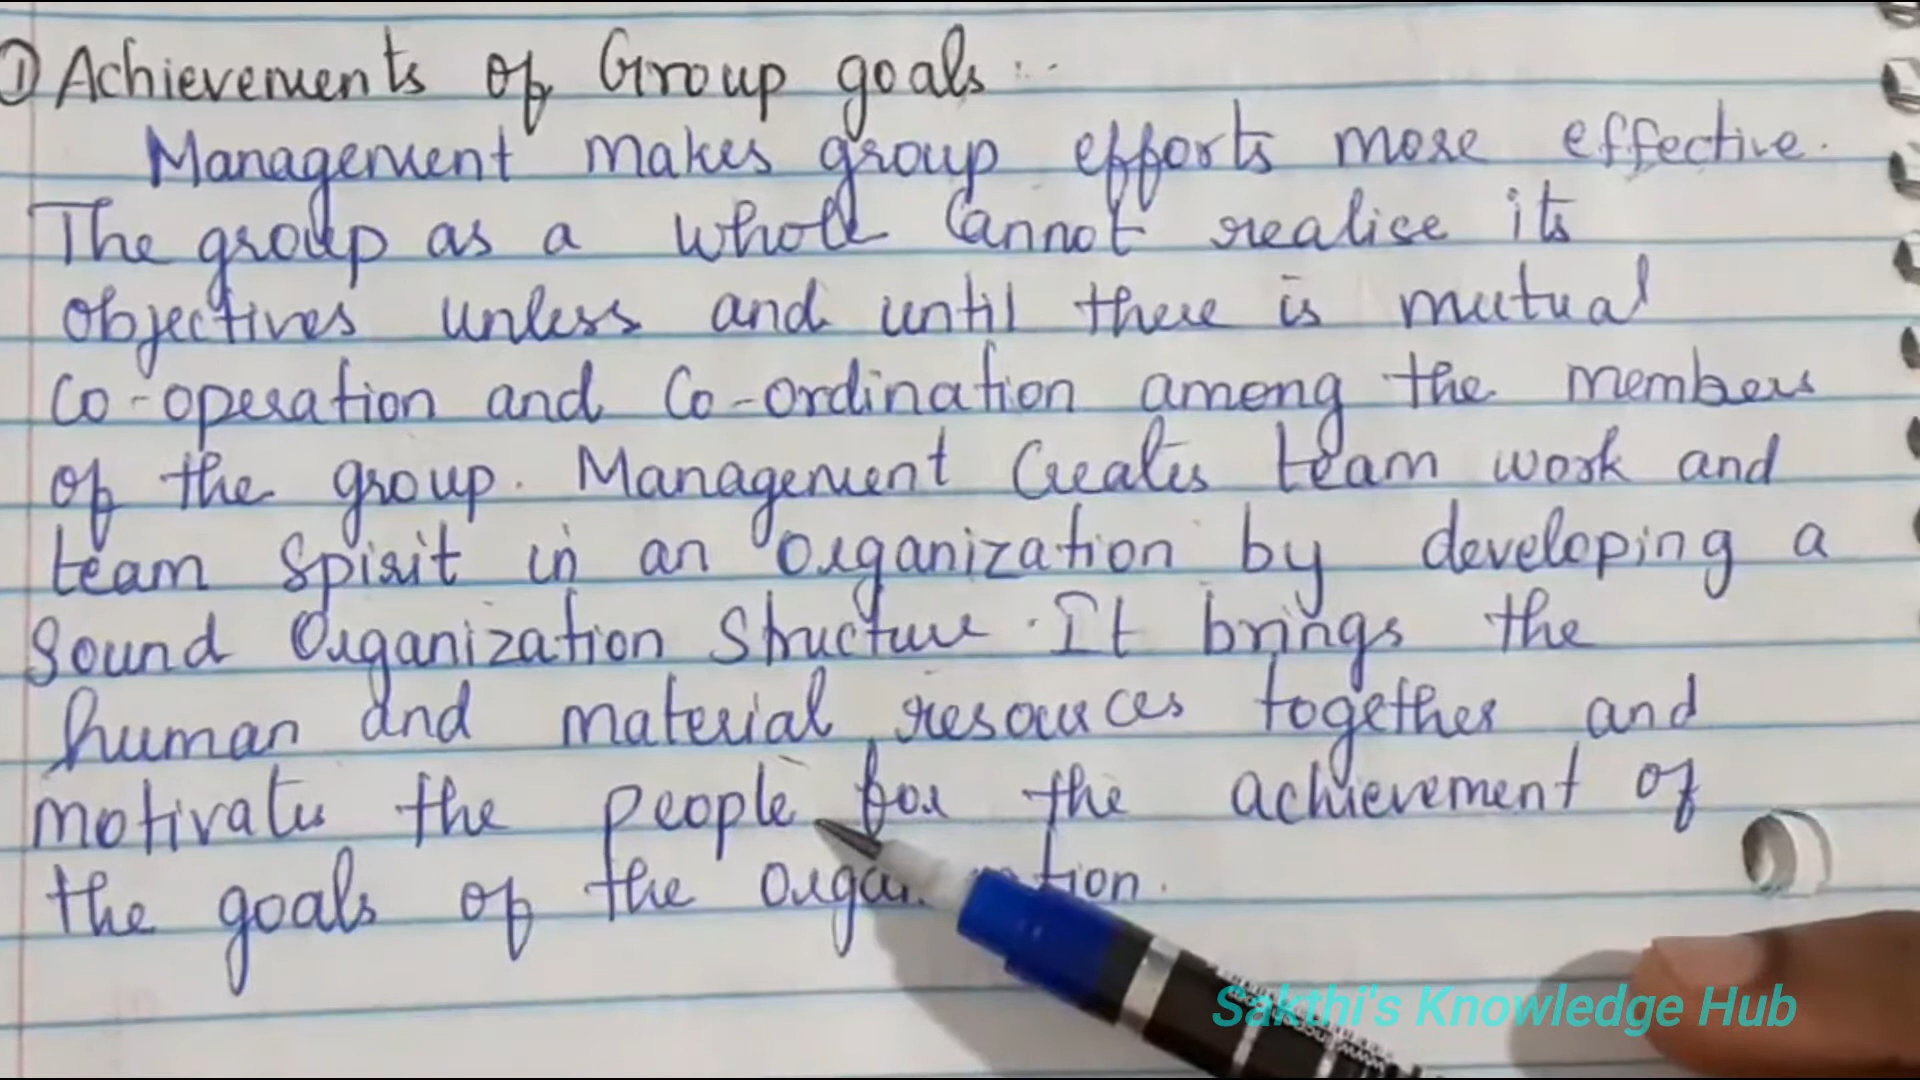 ① Achievements of Group goals:-
Management makes group efforts more effective.
The group as a whole cannot realise its
objectives unless and until there is mutual
co-operation and co-ordination among the members
of the group. Management creates team work and
team spirit in an organization by developing a
sound organization structure. It brings the
human and material resources together and
motivates the people for the achievement of
the goals of the
Sakthi's Knowledge Hub